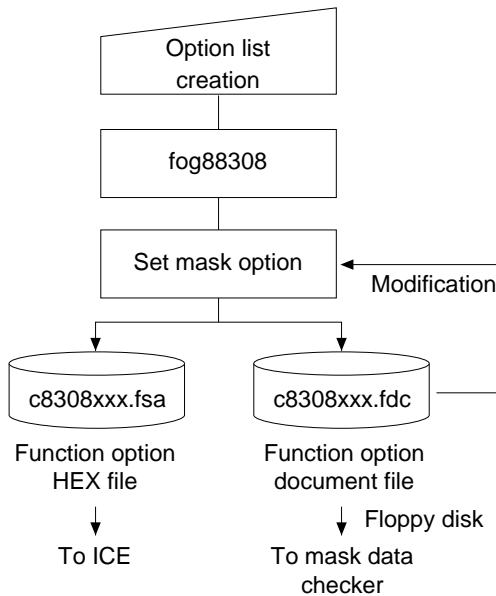 Option list
creation
fog88308
Set mask option
Modification
c8308xxx.fsa
c8308xxx.fdc
Function option
HEX file
Function option
document file
Floppy disk
To ICE
To mask data
checker